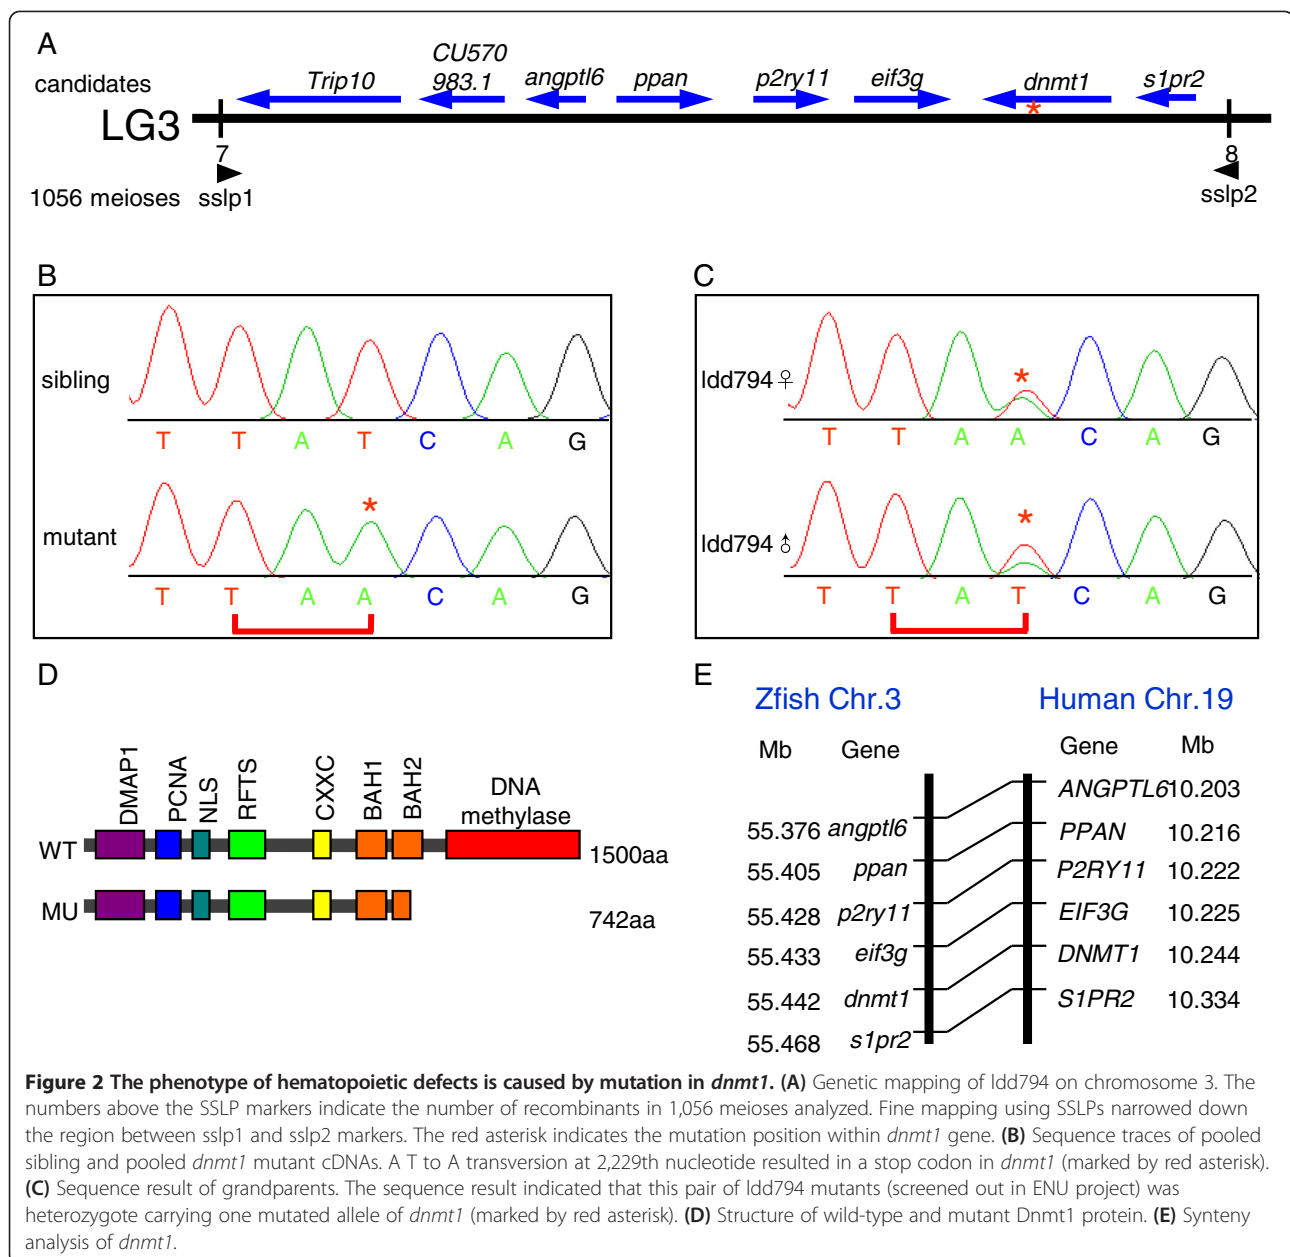 A
candidates
Trip10
CU570
983.1
angptl6
ppan
p2ry11
eif3g
dnmt1
s1pr2
*
LG3
7
8
1056 meioses
sslp1
sslp2
B
sibling
T T A T C A G
mutant
*
T T A A C A G
C
ldd794 ♀
*
T T A A C A G
ldd794 ♂
*
T T A T C A G
D
DMAP1
PCNA
NLS
RFTS
CXXC
BAH1
BAH2
DNA
methylase
WT
1500aa
MU
742aa
E
Zfish Chr.3
Human Chr.19
Mb Gene
Gene Mb
ANGPTL6 10.203
55.376 angptl6
PPAN 10.216
55.405 ppan
P2RY11 10.222
55.428 p2ry11
EIF3G 10.225
55.433 eif3g
DNMT1 10.244
55.442 dnmt1
S1PR2 10.334
55.468 s1pr2
Figure 2 The phenotype of hematopoietic defects is caused by mutation in dnmt1. (A) Genetic mapping of ldd794 on chromosome 3. The
numbers above the SSLP markers indicate the number of recombinants in 1,056 meioses analyzed. Fine mapping using SSLPs narrowed down
the region between sslp1 and sslp2 markers. The red asterisk indicates the mutation position within dnmt1 gene. (B) Sequence traces of pooled
sibling and pooled dnmt1 mutant cDNAs. A T to A transversion at 2,229th nucleotide resulted in a stop codon in dnmt1 (marked by red asterisk).
(C) Sequence result of grandparents. The sequence result indicated that this pair of ldd794 mutants (screened out in ENU project) was
heterozygote carrying one mutated allele of dnmt1 (marked by red asterisk). (D) Structure of wild-type and mutant Dnmt1 protein. (E) Synteny
analysis of dnmt1.